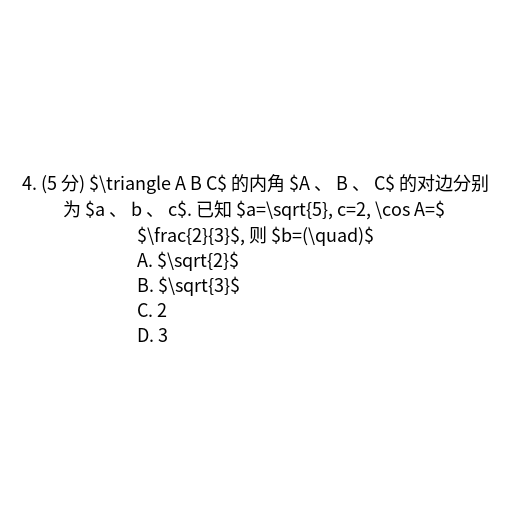 4. (5 分) $\triangle A B C$ 的内角 $A 、 B 、 C$ 的对边分别
为 $a 、 b 、 c$. 已知 $a=\sqrt{5}, c=2, \cos A=$
$\frac{2}{3}$, 则 $b=(\quad)$
A. $\sqrt{2}$
B. $\sqrt{3}$
C. 2
D. 3